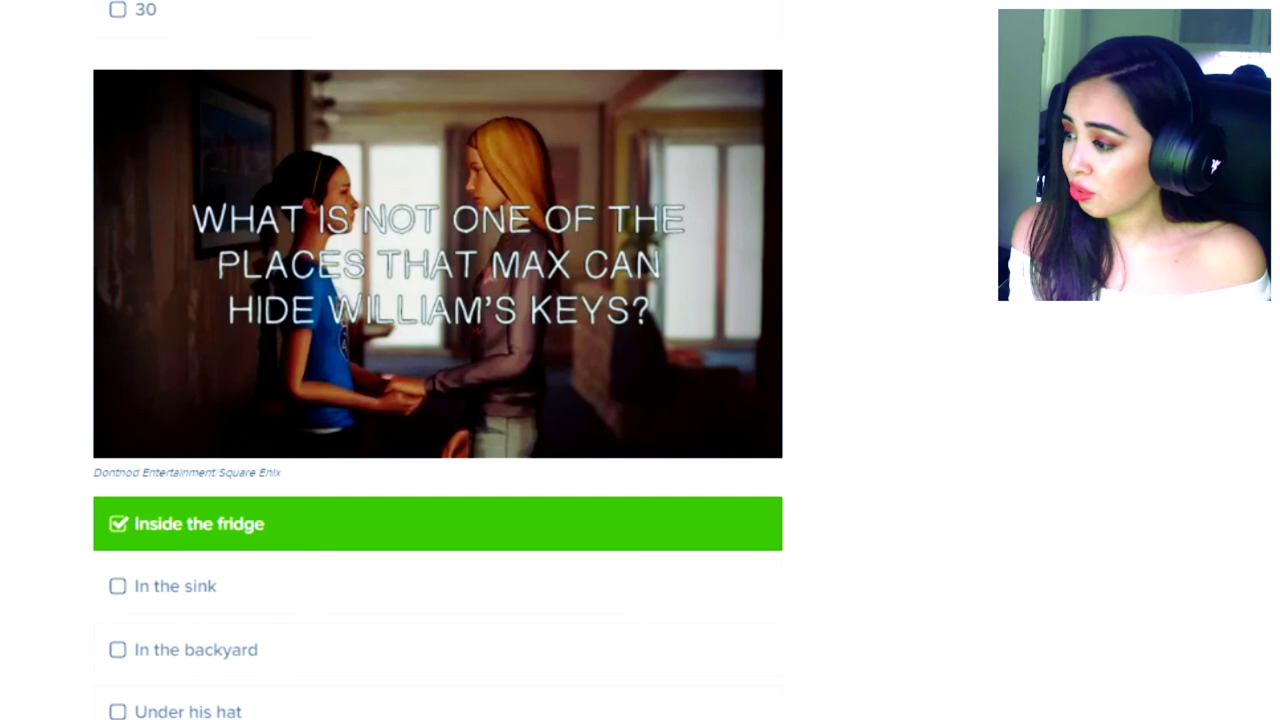 30
WHAT IS NOT ONE OF THE
PLACES THAT MAX CAN
HIDE WILLIAM'S KEYS?
Dontnod Entertainment/Square Enix
Inside the fridge
In the sink
In the backyard
Under his hat